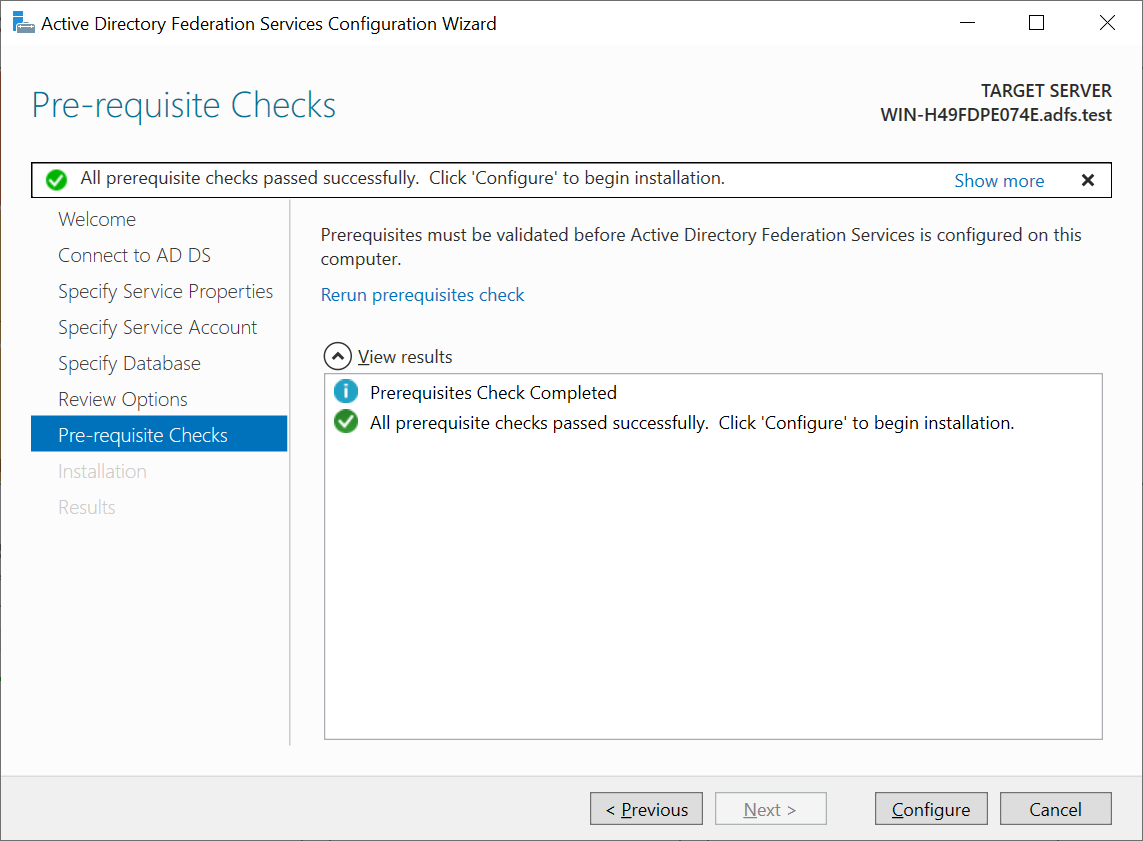 Active Directory Federation Services Configuration Wizard
Pre-requisite Checks
TARGET SERVER
WIN-H49FDPE074E.adfs.test
All prerequisite checks passed successfully.  Click 'Configure' to begin installation.
Show more
Welcome
Connect to AD DS
Specify Service Properties
Specify Service Account
Specify Database
Review Options
Pre-requisite Checks
Installation
Results
Prerequisites must be validated before Active Directory Federation Services is configured on this
computer.
Rerun prerequisites check
View results
Prerequisites Check Completed
All prerequisite checks passed successfully.  Click 'Configure' to begin installation.
< Previous
Next >
Configure
Cancel